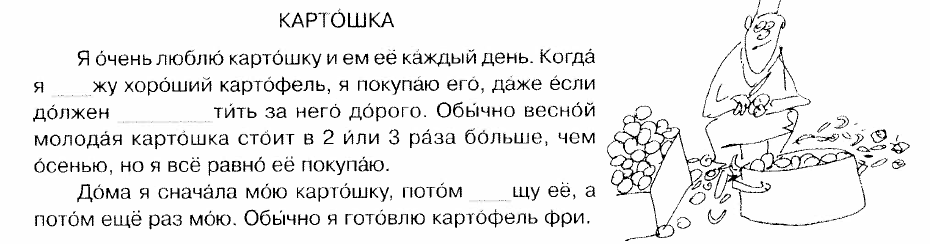 КАРТО́ШКА
Я о́чень люблю́ карто́шку и ем её ка́ждый день. Когда́
я ____жу хоро́ший карто́фель, я покупа́ю его́, да́же е́сли
до́лжен __________ти́ть за него́ до́рого. Обы́чно весно́й
молода́я карто́шка сто́ит в 2 и́ли 3 ра́за бо́льше, чем
о́сенью, но я всё равно́ её покупа́ю.
До́ма я снача́ла мо́ю карто́шку, пото́м ____щу её, а
пото́м ещё раз мо́ю. Обы́чно я гото́влю карто́фель фри.